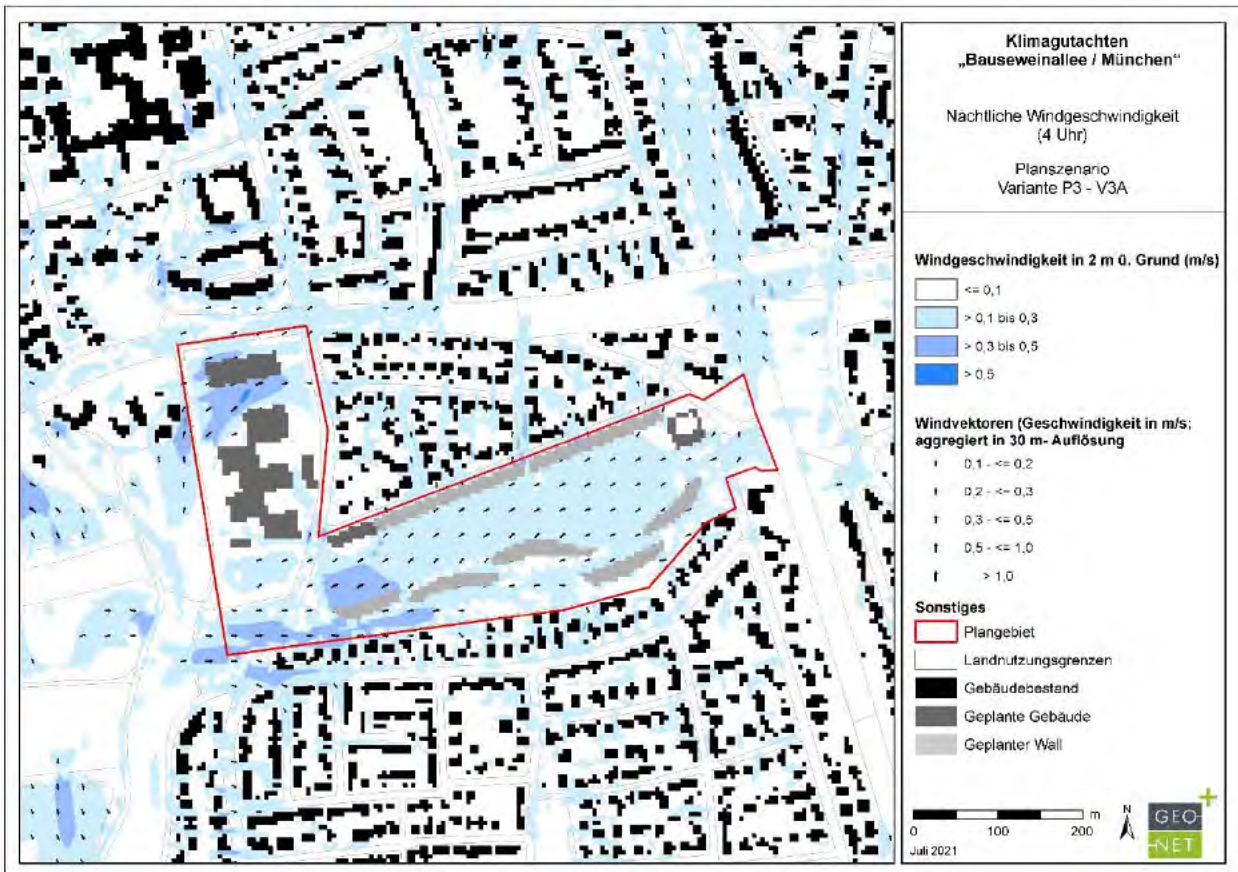 Klimagutachten
„Bauseweinallee / München“
Nächtliche Windgeschwindigkeit
(4 Uhr)
Planszenario
Variante P3 - V3A
Windgeschwindigkeit in 2 m ü. Grund (m/s)
<= 0,1
> 0,1 bis 0,3
> 0,3 bis 0,5
> 0,5
Windvektoren (Geschwindigkeit in m/s;
aggregiert in 30 m- Auflösung
0,1 - <= 0,2
0,2 - <= 0,3
0,3 - <= 0,5
0,5 - <= 1,0
> 1,0
Sonstiges
Plangebiet
Landnutzungsgrenzen
Gebäudebestand
Geplante Gebäude
Geplanter Wall
m
0 100 200
N
Juli 2021
GEO-
-NET